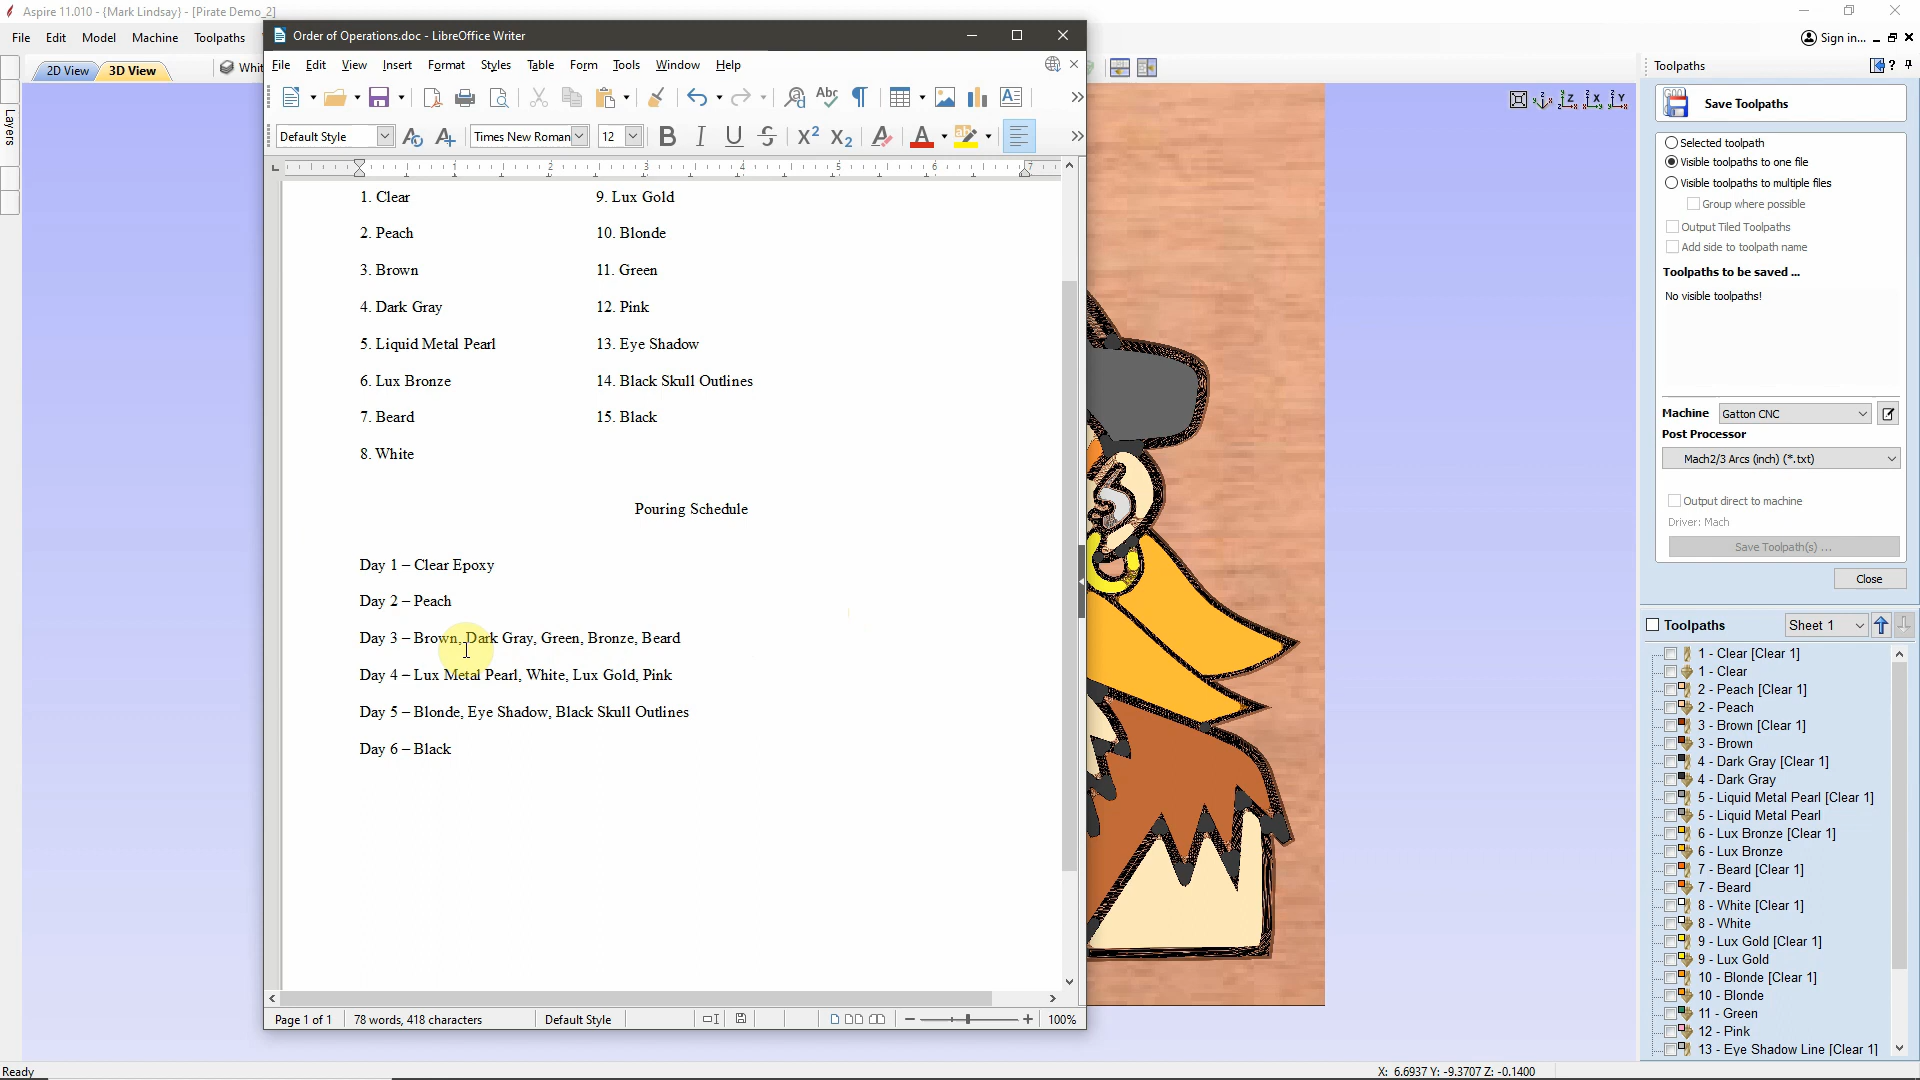 Aspire 11.010 - {Mark Lindsay} - [Pirate Demo_2]
File Edit Model Machine Toolpaths
Sign in...
2D View 3D View
Whit
Layers
Order of Operations.doc - LibreOffice Writer
File Edit View Insert Format Styles Table Form Tools Window Help
Default Style Times New Roman 12
1 2 3 4 5 6 7
1. Clear 9. Lux Gold
2. Peach 10. Blonde
3. Brown 11. Green
4. Dark Gray 12. Pink
5. Liquid Metal Pearl 13. Eye Shadow
6. Lux Bronze 14. Black Skull Outlines
7. Beard 15. Black
8. White
Pouring Schedule
Day 1 – Clear Epoxy
Day 2 – Peach
Day 3 – Brown, Dark Gray, Green, Bronze, Beard
Day 4 – Lux Metal Pearl, White, Lux Gold, Pink
Day 5 – Blonde, Eye Shadow, Black Skull Outlines
Day 6 – Black
Page 1 of 1 78 words, 418 characters Default Style 100%
Toolpaths
Save Toolpaths
Selected toolpath
Visible toolpaths to one file
Visible toolpaths to multiple files
Group where possible
Output Tiled Toolpaths
Add side to toolpath name
Toolpaths to be saved ...
No visible toolpaths!
Machine Gatton CNC
Post Processor
Mach2/3 Arcs (inch) (*.txt)
Output direct to machine
Driver: Mach
Save Toolpath(s) ...
Close
Toolpaths Sheet 1
1 - Clear [Clear 1]
1 - Clear
2 - Peach [Clear 1]
2 - Peach
3 - Brown [Clear 1]
3 - Brown
4 - Dark Gray [Clear 1]
4 - Dark Gray
5 - Liquid Metal Pearl [Clear 1]
5 - Liquid Metal Pearl
6 - Lux Bronze [Clear 1]
6 - Lux Bronze
7 - Beard [Clear 1]
7 - Beard
8 - White [Clear 1]
8 - White
9 - Lux Gold [Clear 1]
9 - Lux Gold
10 - Blonde [Clear 1]
10 - Blonde
11 - Green
12 - Pink
13 - Eye Shadow Line [Clear 1]
Ready
X: 6.6937 Y: -9.3707 Z: -0.1400